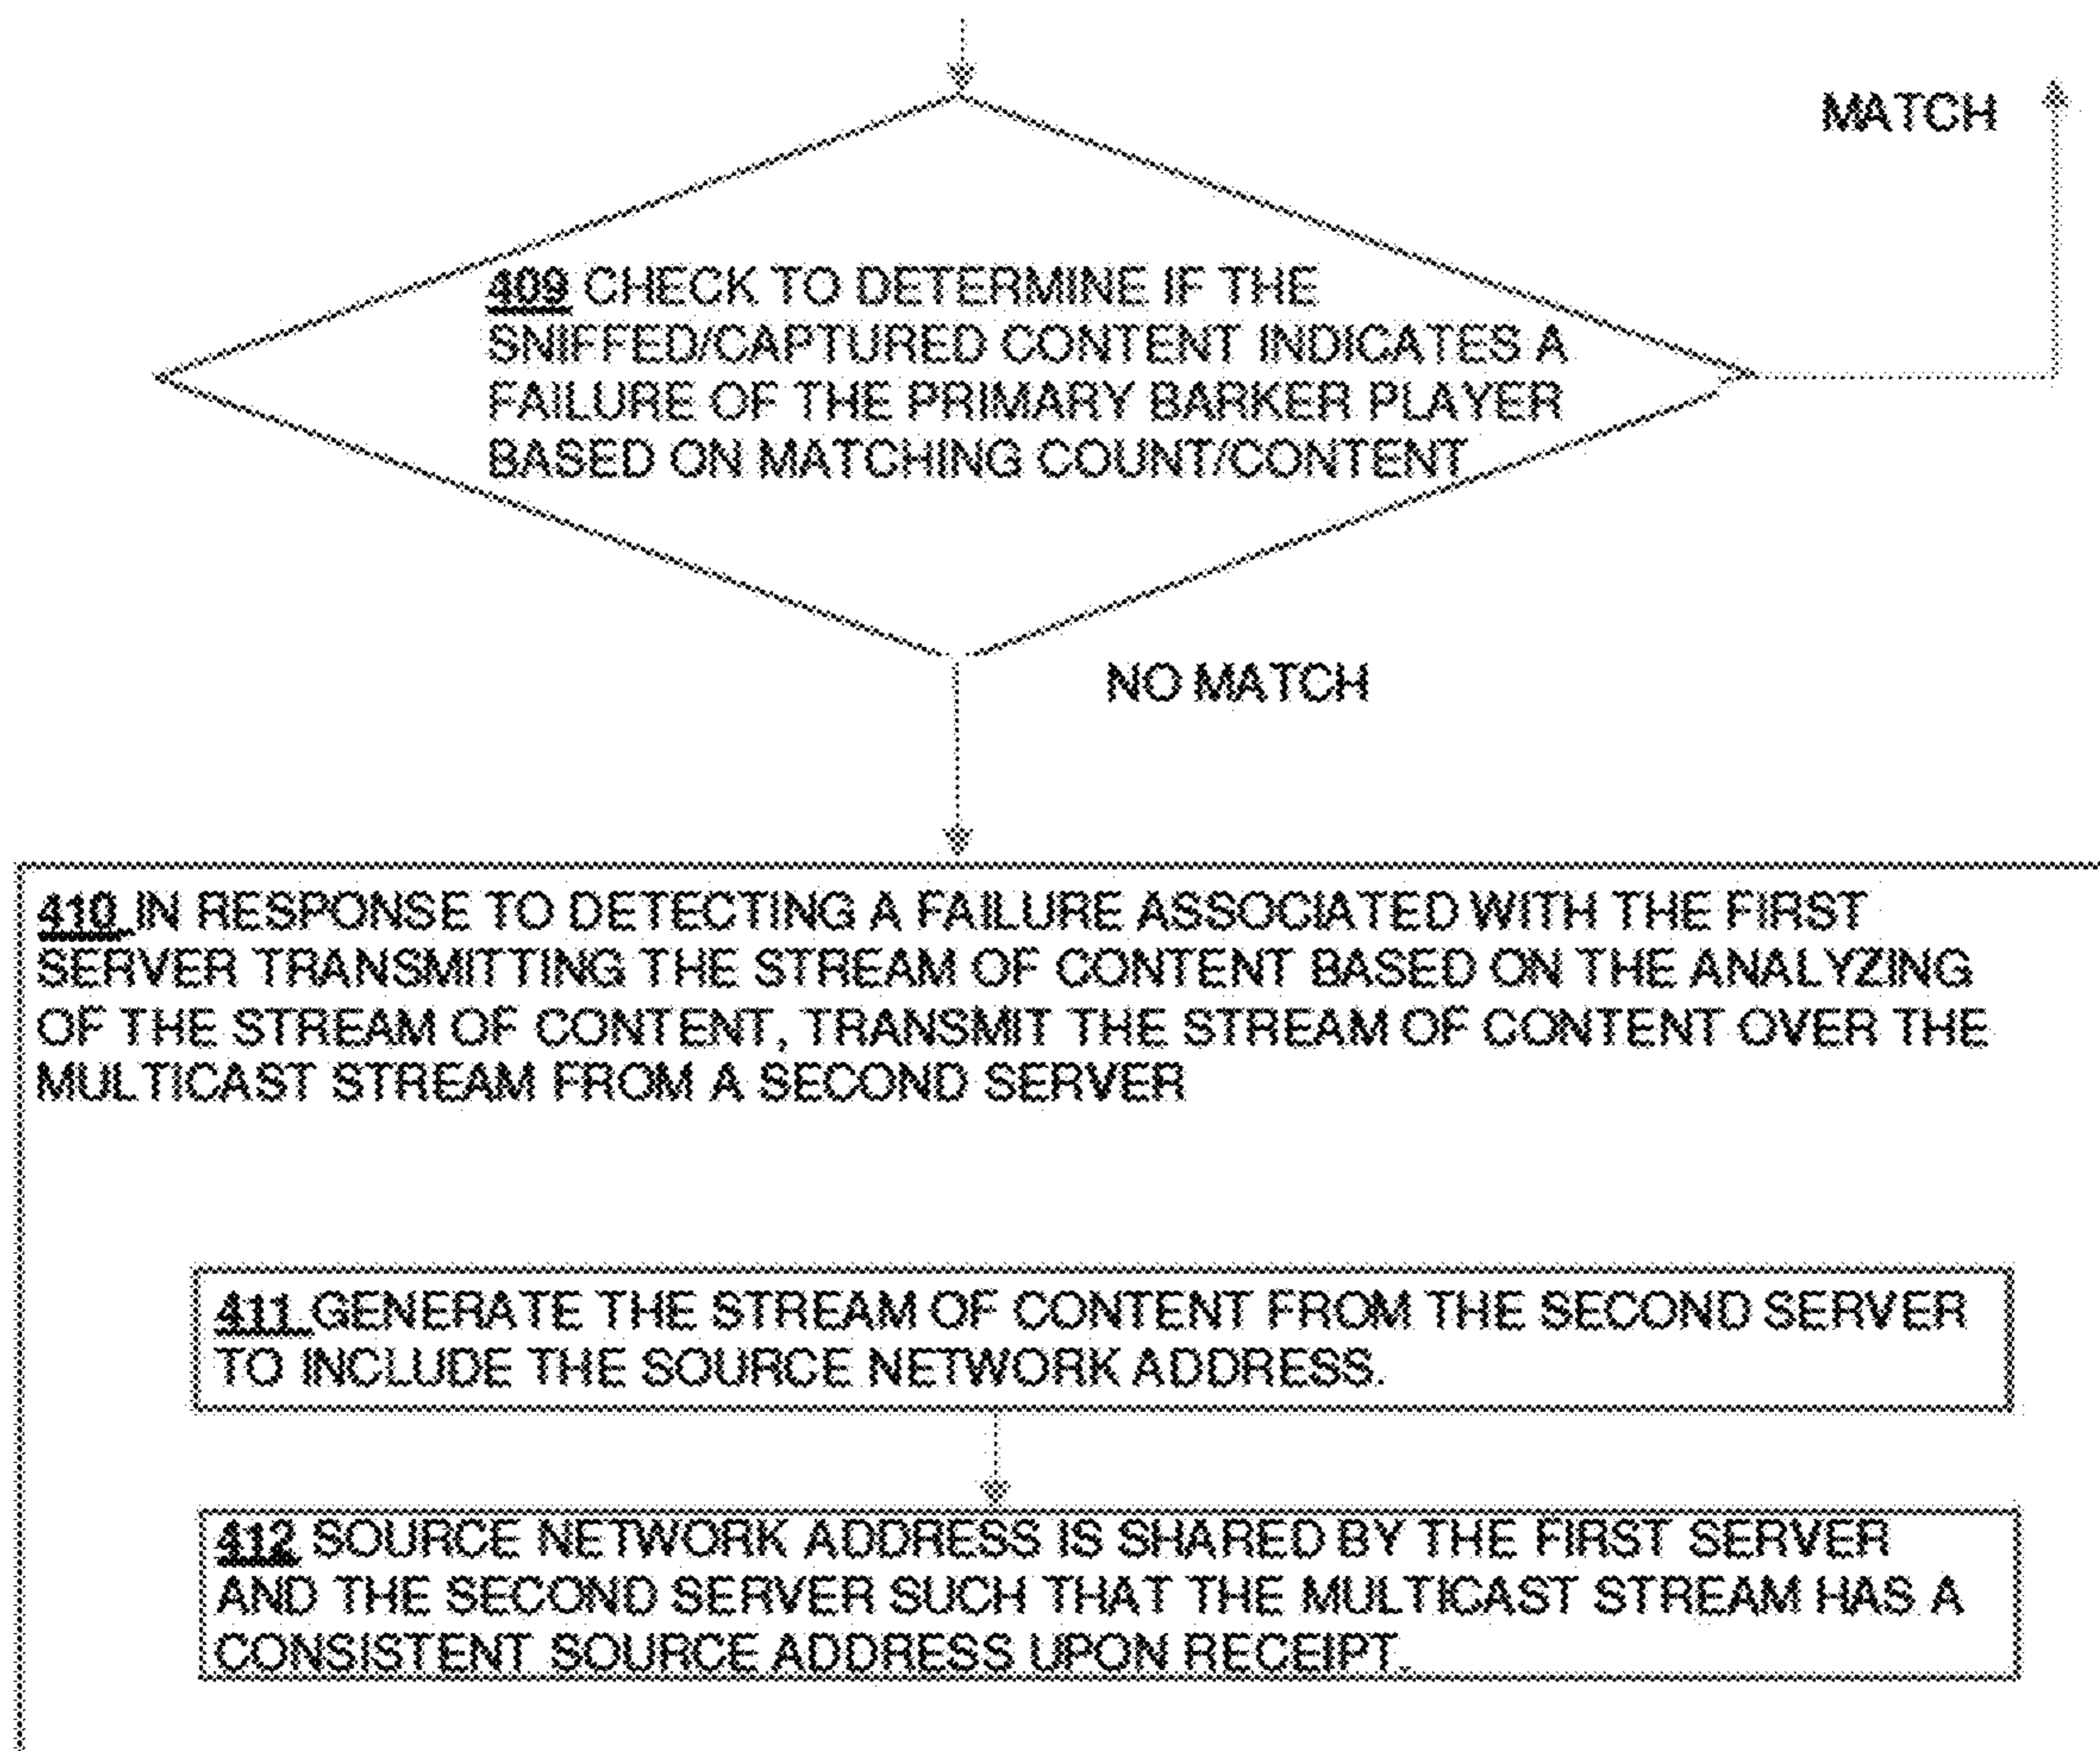 MATCH
409 CHECK TO DETERMINE IF THE
SNIFFED/CAPTURED CONTENT INDICATES A
FAILURE OF THE PRIMARY BARKER PLAYER
BASED ON MATCHING COUNT/CONTENT
NO MATCH
410 IN RESPONSE TO DETECTING A FAILURE ASSOCIATED WITH THE FIRST
SERVER TRANSMITTING THE STREAM OF CONTENT BASED ON THE ANALYZING
OF THE STREAM OF CONTENT, TRANSMIT THE STREAM OF CONTENT OVER THE
MULTICAST STREAM FROM A SECOND SERVER
411 GENERATE THE STREAM OF CONTENT FROM THE SECOND SERVER
TO INCLUDE THE SOURCE NETWORK ADDRESS.
412 SOURCE NETWORK ADDRESS IS SHARED BY THE FIRST SERVER
AND THE SECOND SERVER SUCH THAT THE MULTICAST STREAM HAS A
CONSISTENT SOURCE ADDRESS UPON RECEIPT.